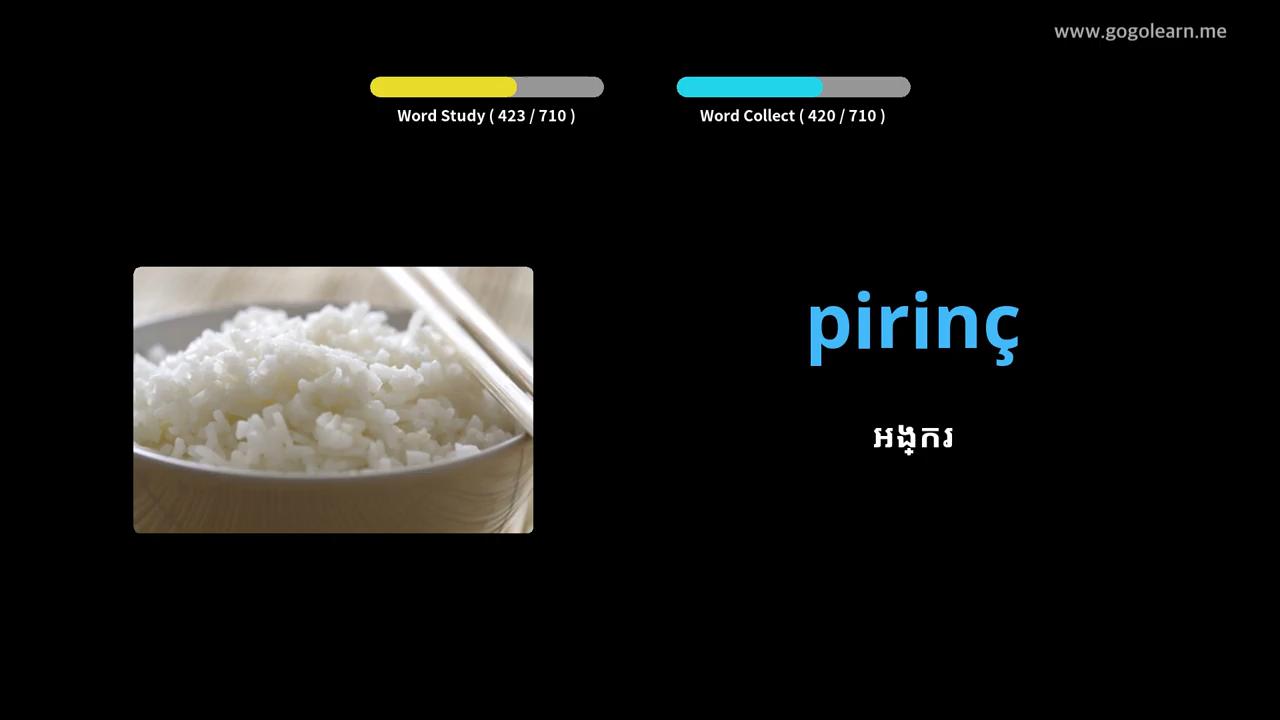 www.gogolearn.me
Word Study ( 423 / 710 )
Word Collect ( 420 / 710 )
pirinç
អង្ករ